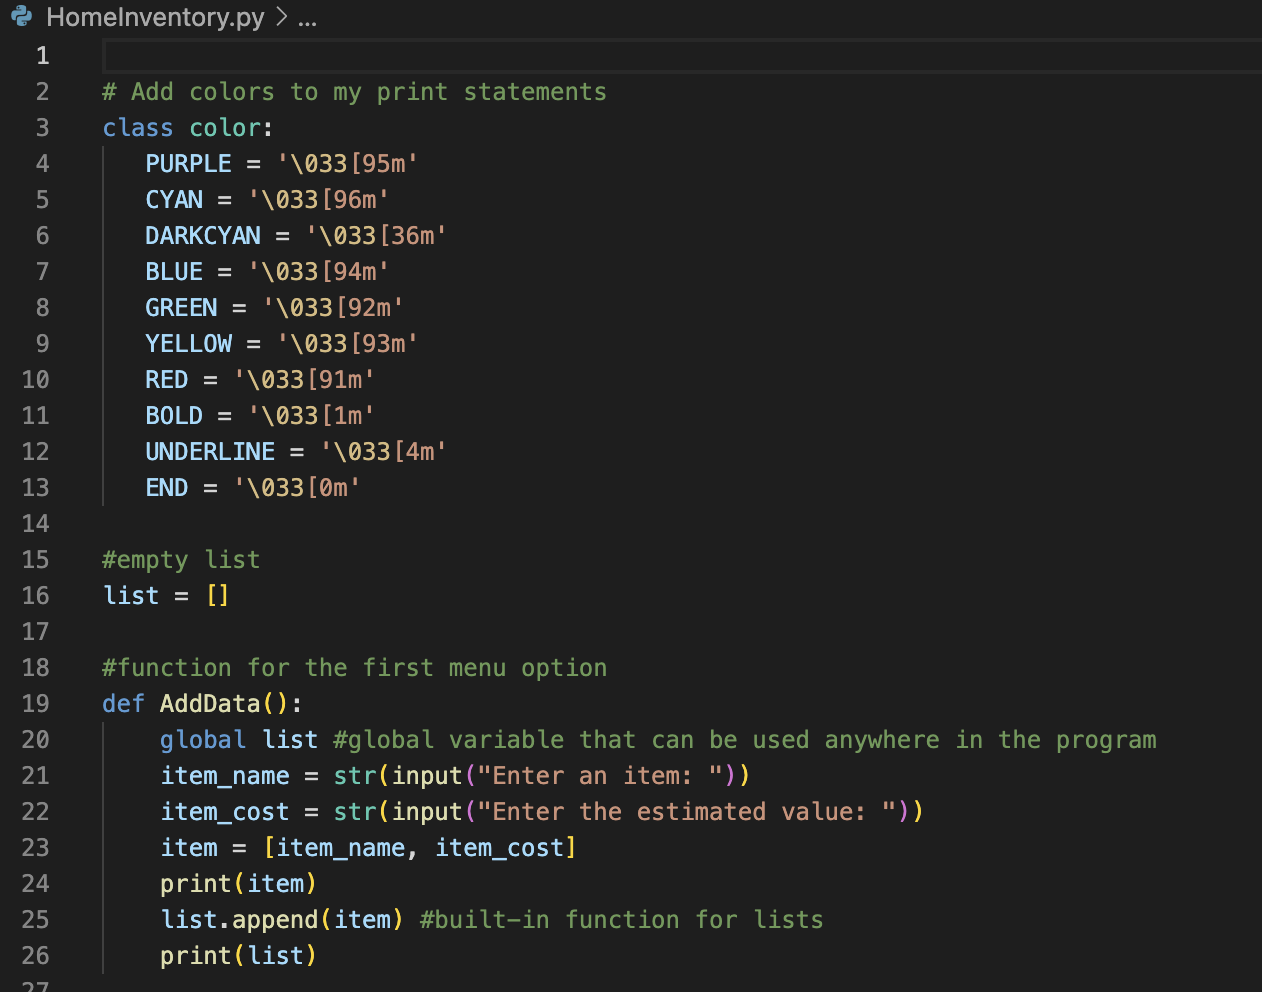 HomeInventory.py > ...
1
2 # Add colors to my print statements
3 class color:
4 PURPLE = '\033[95m'
5 CYAN = '\033[96m'
6 DARKCYAN = '\033[36m'
7 BLUE = '\033[94m'
8 GREEN = '\033[92m'
9 YELLOW = '\033[93m'
10 RED = '\033[91m'
11 BOLD = '\033[1m'
12 UNDERLINE = '\033[4m'
13 END = '\033[0m'
14
15 #empty list
16 list = []
17
18 #function for the first menu option
19 def AddData():
20 global list #global variable that can be used anywhere in the program
21 item_name = str(input("Enter an item: "))
22 item_cost = str(input("Enter the estimated value: "))
23 item = [item_name, item_cost]
24 print(item)
25 list.append(item) #built-in function for lists
26 print(list)
27